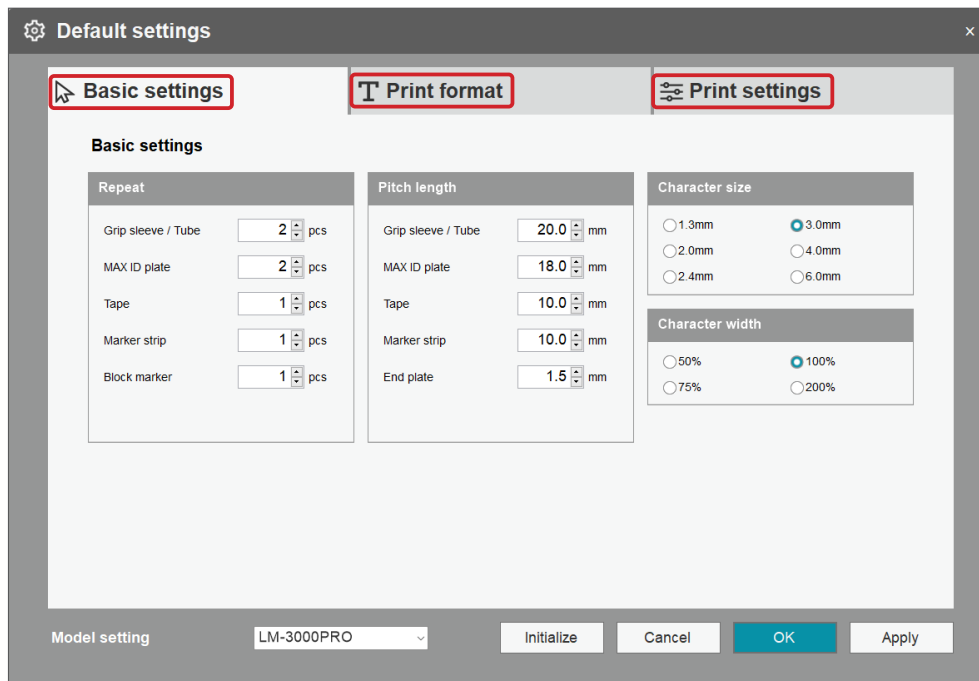 Default settings
Basic settings
Print format
Print settings
Basic settings
Repeat
Grip sleeve / Tube 2 pcs
MAX ID plate 2 pcs
Tape 1 pcs
Marker strip 1 pcs
Block marker 1 pcs
Pitch length
Grip sleeve / Tube 20.0 mm
MAX ID plate 18.0 mm
Tape 10.0 mm
Marker strip 10.0 mm
End plate 1.5 mm
Character size
1.3mm 3.0mm
2.0mm 4.0mm
2.4mm 6.0mm
Character width
50% 100%
75% 200%
Model setting LM-3000PRO Initialize Cancel OK Apply